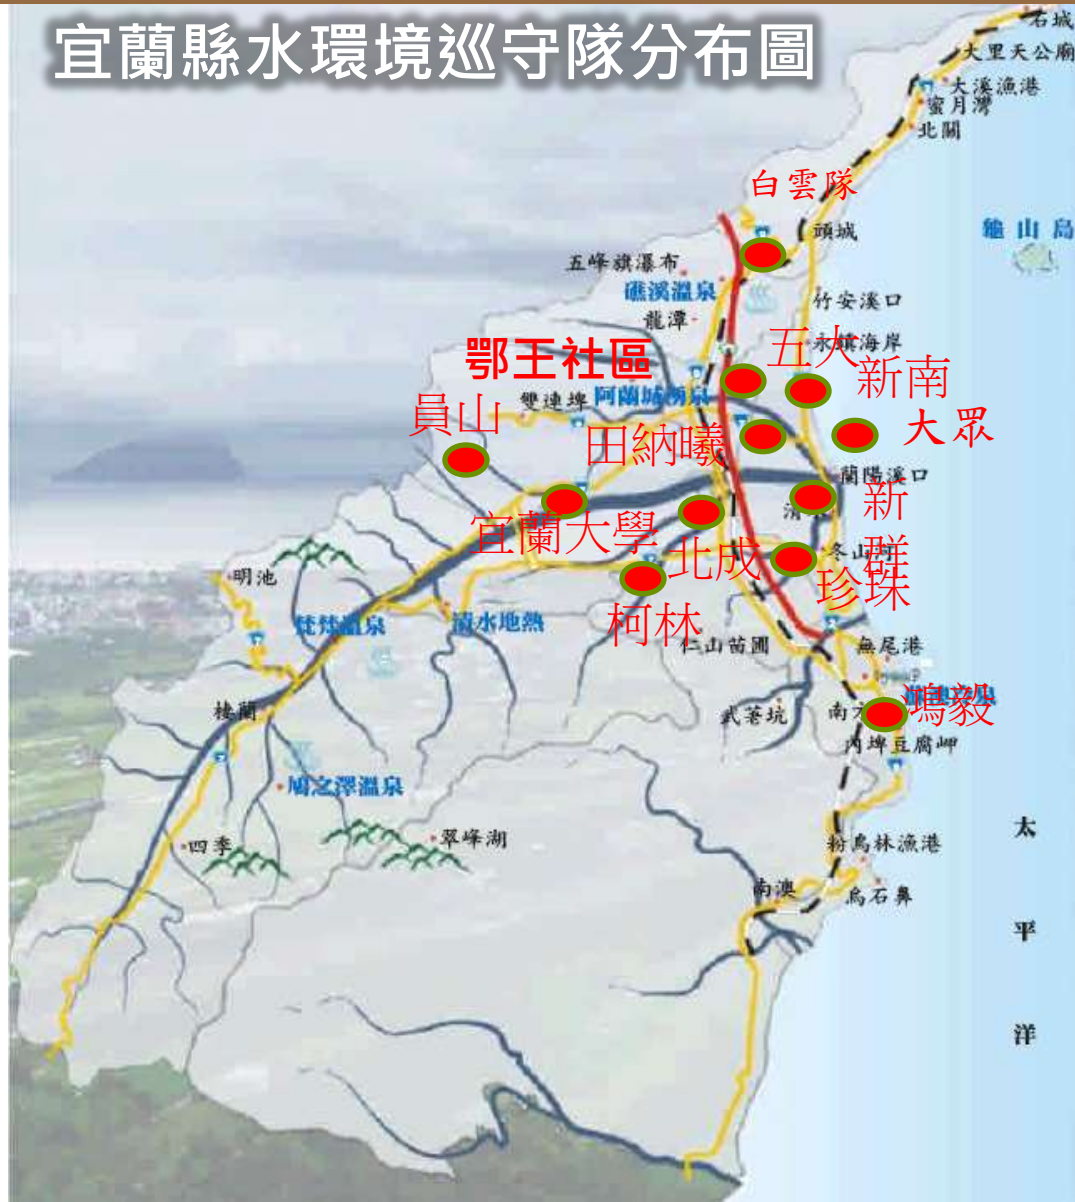 宜蘭縣水環境巡守隊分布圖
石城
大里天公廟
大溪漁港
蜜月灣
北關
白雲隊
頭城
龜山島
五峰旗瀑布
礁溪溫泉
竹安溪口
龍潭
永鎮海岸
五大
鄂王社區
新南
雙連埤
阿蘭城湧泉
員山
大眾
田納曦
蘭陽溪口
新群
宜蘭大學
北成
冬山河
珍珠
明池
柯林
梵梵溫泉
清水地熱
仁山苗圃
無尾港
鴻毅
棲蘭
武荖坑
內埤豆腐岬
鳩之澤溫泉
太平洋
四季
翠峰湖
粉鳥林漁港
南澳
烏石鼻